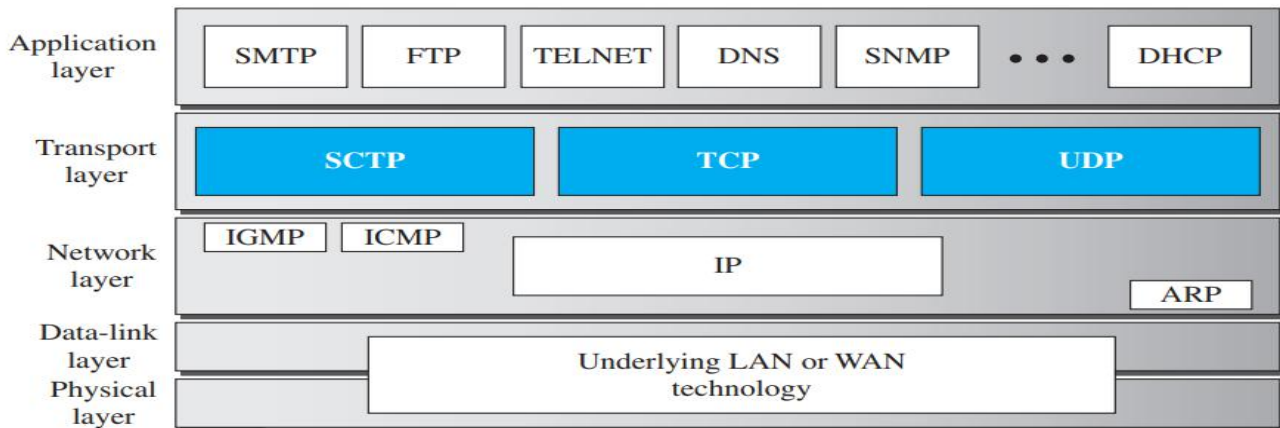 Application
layer
SMTP
FTP
TELNET
DNS
SNMP
• • •
DHCP
Transport
layer
SCTP
TCP
UDP
Network
layer
IGMP
ICMP
IP
ARP
Data-link
layer
Physical
layer
Underlying LAN or WAN
technology